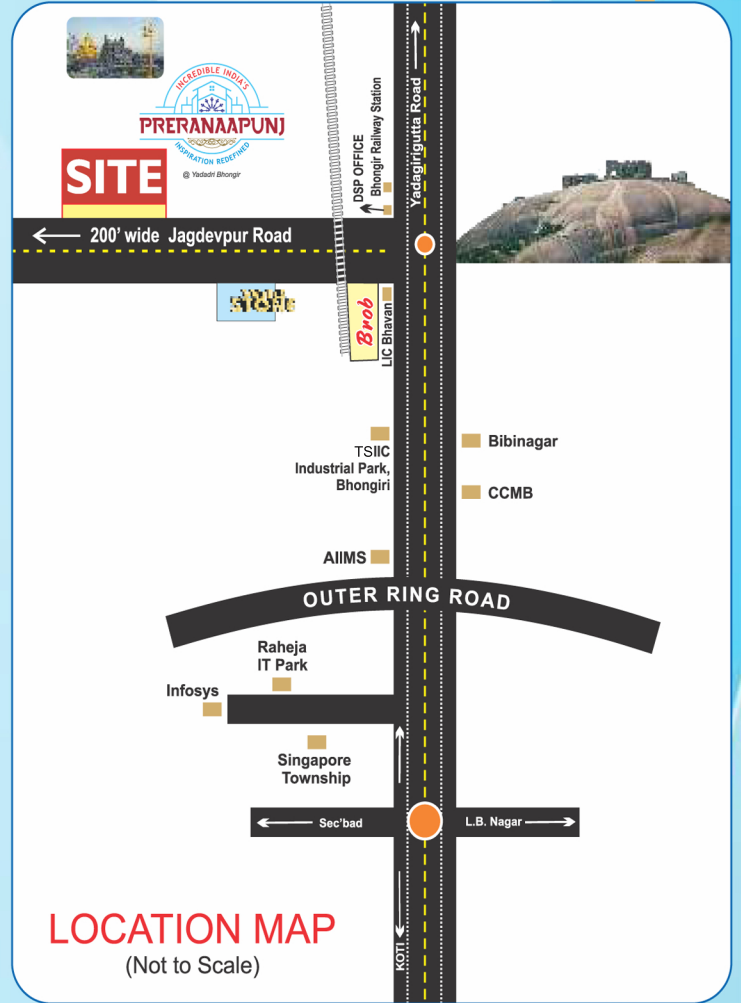 INCREDIBLE INDIA'S
PRERANAAPUNJ
INSPIRATION REDEFINED
@ Yadadri Bhongir
SITE
DSP OFFICE
Bhongir Railway Station
Yadagirigutta Road
200' wide Jagdevpur Road
Brob
LIC Bhavan
TSIIC
Industrial Park,
Bhongiri
Bibinagar
CCMB
AIIMS
OUTER RING ROAD
Raheja
IT Park
Infosys
Singapore
Township
Sec'bad
L.B. Nagar
KOTI
LOCATION MAP
(Not to Scale)